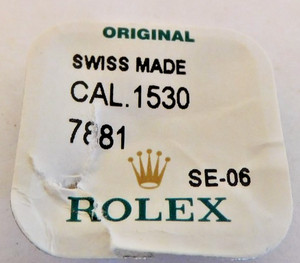 ORIGINAL
SWISS MADE
CAL.1530
7881
SE-06
ROLEX